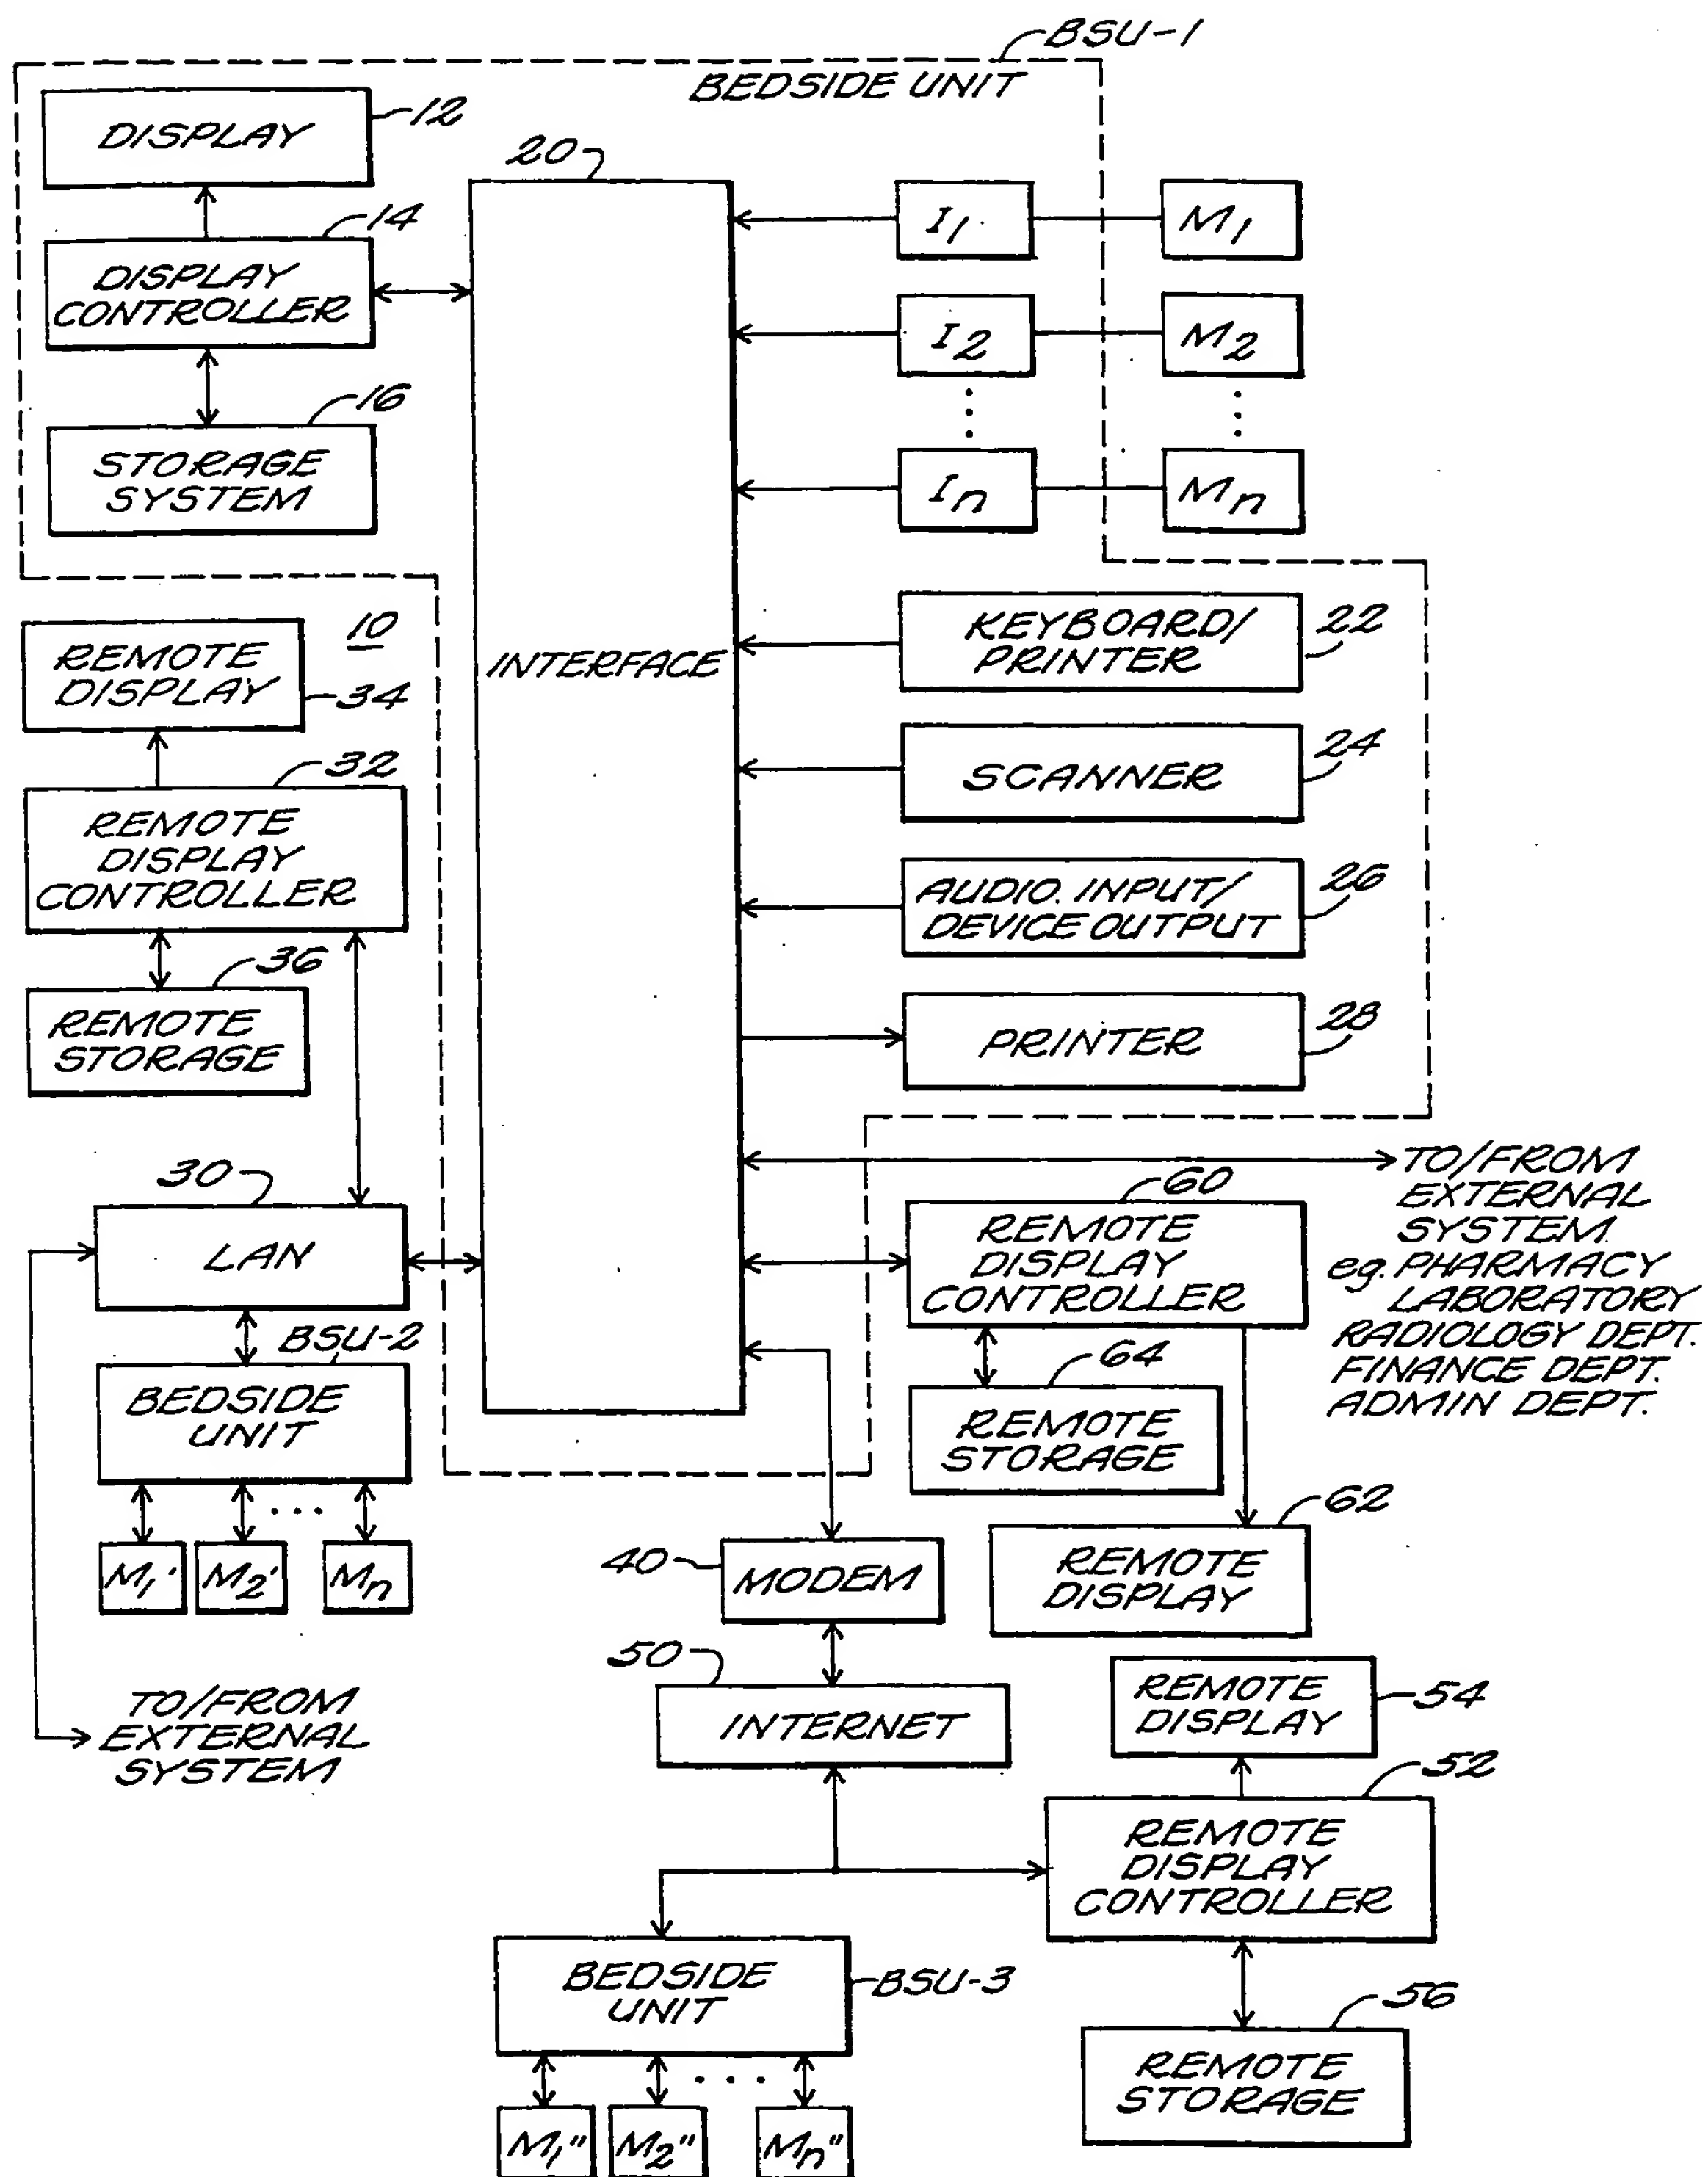 BSU-1
BEDSIDE UNIT
DISPLAY
12
20
14
DISPLAY
CONTROLLER
16
STORAGE
SYSTEM
I1
M1
I2
M2
In
Mn
10
REMOTE
DISPLAY
34
INTERFACE
KEYBOARD/
PRINTER
22
SCANNER
24
32
REMOTE
DISPLAY
CONTROLLER
AUDIO. INPUT/
DEVICE OUTPUT
26
36
REMOTE
STORAGE
PRINTER
28
30
LAN
TO/FROM
EXTERNAL
SYSTEM.
eg. PHARMACY
LABORATORY
RADIOLOGY DEPT.
FINANCE DEPT.
ADMIN DEPT.
60
REMOTE
DISPLAY
CONTROLLER
BSU-2
BEDSIDE
UNIT
64
REMOTE
STORAGE
62
REMOTE
DISPLAY
M1'
M2'
Mn
40
MODEM
50
INTERNET
TO/FROM
EXTERNAL
SYSTEM
REMOTE
DISPLAY
54
52
REMOTE
DISPLAY
CONTROLLER
BEDSIDE
UNIT
BSU-3
56
REMOTE
STORAGE
M1"
M2"
Mn"